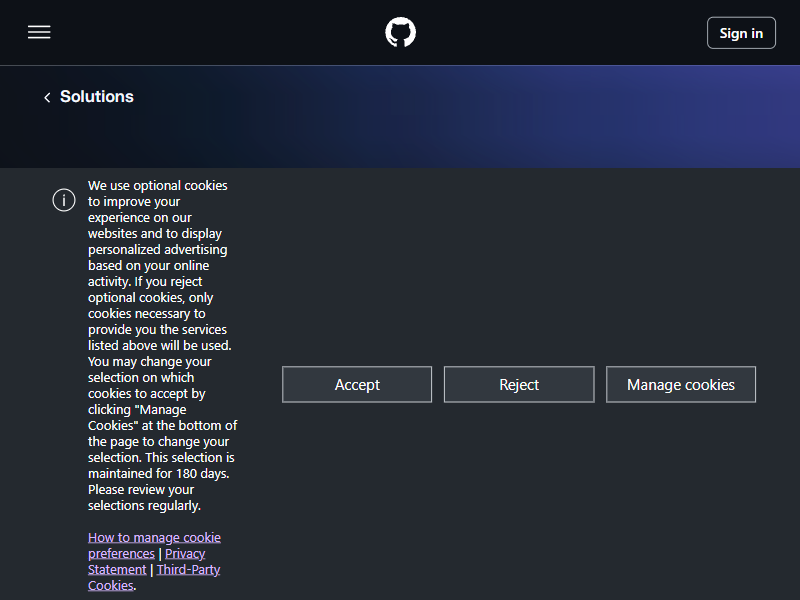 Sign in
Solutions
We use optional cookies
to improve your
experience on our
websites and to display
personalized advertising
based on your online
activity. If you reject
optional cookies, only
cookies necessary to
provide you the services
listed above will be used.
You may change your
selection on which
cookies to accept by
clicking "Manage
Cookies" at the bottom of
the page to change your
selection. This selection is
maintained for 180 days.
Please review your
selections regularly.
How to manage cookie
preferences | Privacy
Statement | Third-Party
Cookies.
Accept
Reject
Manage cookies